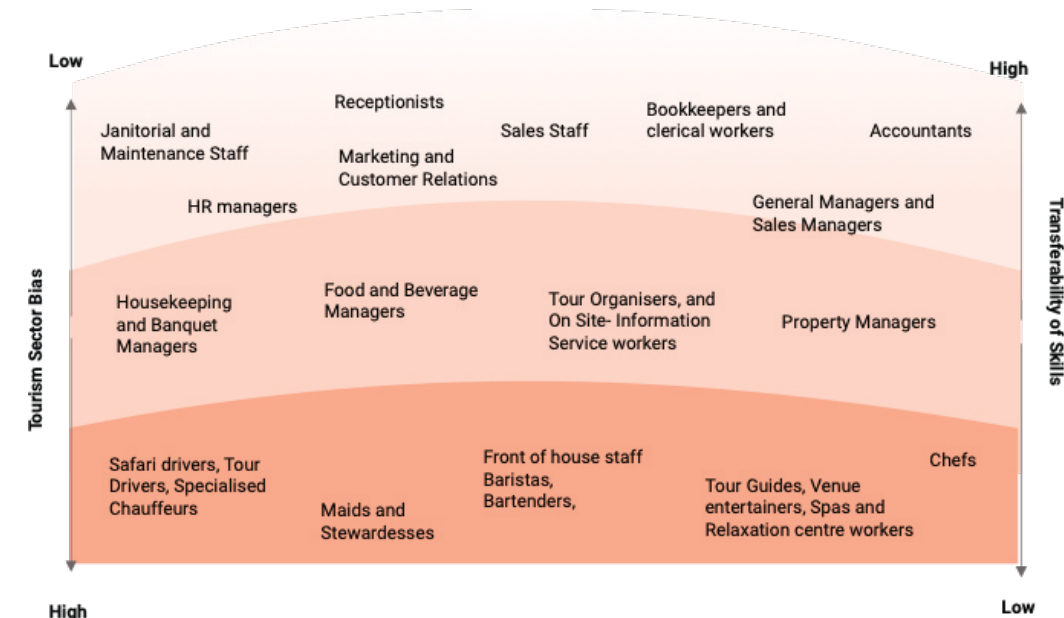 Low
High
Receptionists
Bookkeepers and
clerical workers
Janitorial and
Maintenance Staff
Sales Staff
Accountants
Marketing and
Customer Relations
HR managers
General Managers and
Sales Managers
Tourism Sector Bias
Transferability of Skills
Housekeeping
and Banquet
Managers
Food and Beverage
Managers
Tour Organisers, and
On Site- Information
Service workers
Property Managers
Safari drivers, Tour
Drivers, Specialised
Chauffeurs
Maids and
Stewardesses
Front of house staff
Baristas,
Bartenders,
Tour Guides, Venue
entertainers, Spas and
Relaxation centre workers
Chefs
High
Low